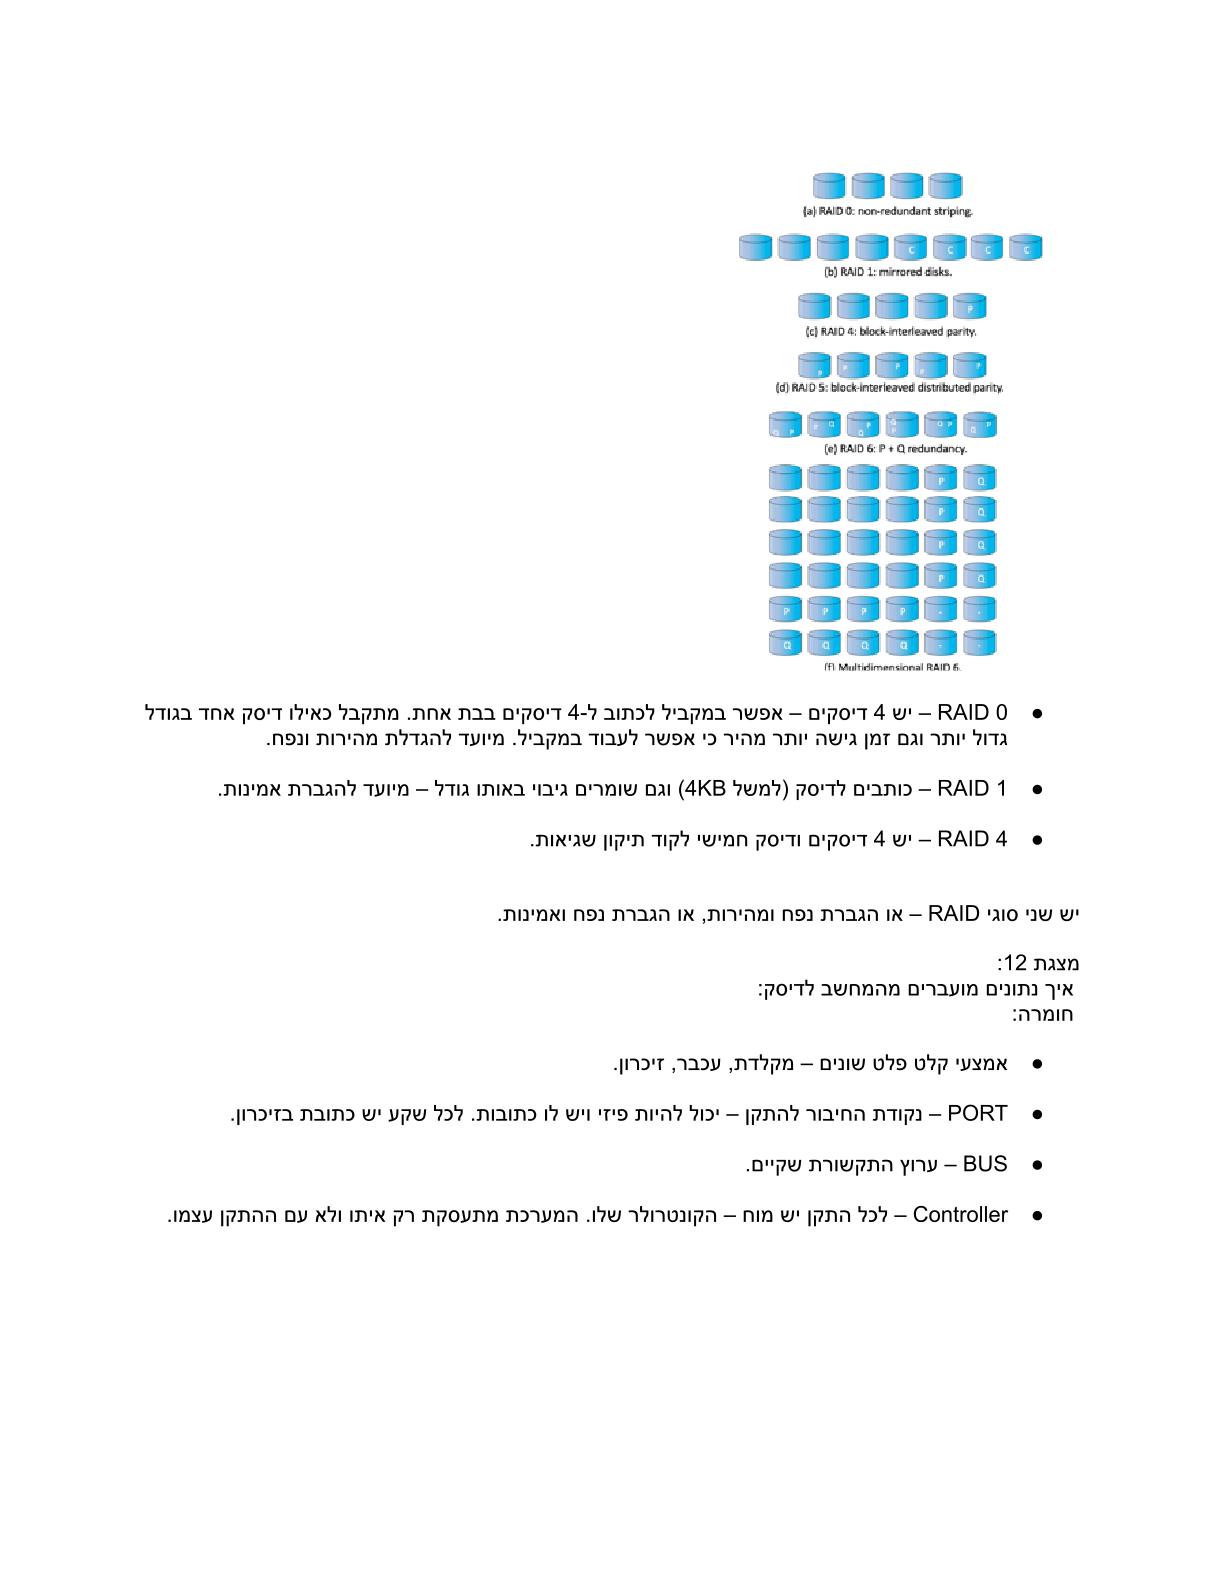 (a) RAID 0: non-redundant striping.
C C C C
(b) RAID 1: mirrored disks.
P
(c) RAID 4: block-interleaved parity.
P P P P P
(d) RAID 5: block-interleaved distributed parity.
Q P P Q Q P Q P Q P Q P
(e) RAID 6: P + Q redundancy.
P Q
P Q
P Q
P Q
P P P P - -
Q Q Q Q - -
(f) Multidimensional RAID 6.
● RAID 0 – יש 4 דיסקים – אפשר במקביל לכתוב ל-4 דיסקים בבת אחת. מתקבל כאילו דיסק אחד בגודל
גדול יותר וגם זמן גישה יותר מהיר כי אפשר לעבוד במקביל. מיועד להגדלת מהירות ונפח.
● RAID 1 – כותבים לדיסק (למשל 4KB) וגם שומרים גיבוי באותו גודל – מיועד להגברת אמינות.
● RAID 4 – יש 4 דיסקים ודיסק חמישי לקוד תיקון שגיאות.
יש שני סוגי RAID – או הגברת נפח ומהירות, או הגברת נפח ואמינות.
מצגת 12:
איך נתונים מועברים מהמחשב לדיסק:
חומרה:
● אמצעי קלט פלט שונים – מקלדת, עכבר, זיכרון.
● PORT – נקודת החיבור להתקן – יכול להיות פיזי ויש לו כתובות. לכל שקע יש כתובת בזיכרון.
● BUS – ערוץ התקשורת שקיים.
● Controller – לכל התקן יש מוח – הקונטרולר שלו. המערכת מתעסקת רק איתו ולא עם ההתקן עצמו.